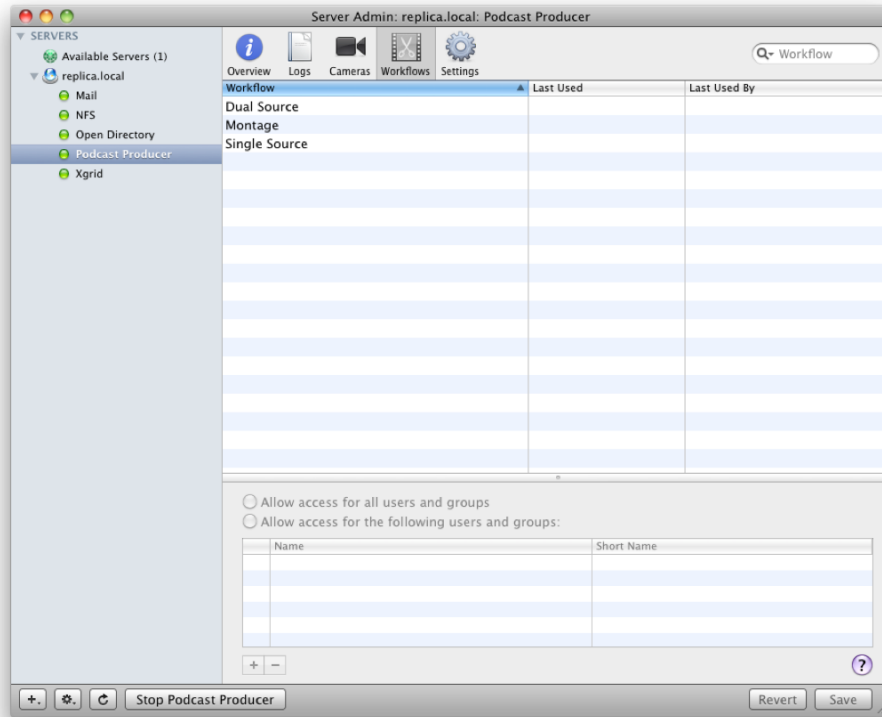 Server Admin: replica.local: Podcast Producer
SERVERS
Available Servers (1)
replica.local
Mail
NFS
Open Directory
Podcast Producer
Xgrid
Overview Logs Cameras Workflows Settings
Workflow
Workflow Last Used Last Used By
Dual Source
Montage
Single Source
Allow access for all users and groups
Allow access for the following users and groups:
Name Short Name
+ −
?
Stop Podcast Producer
Revert Save